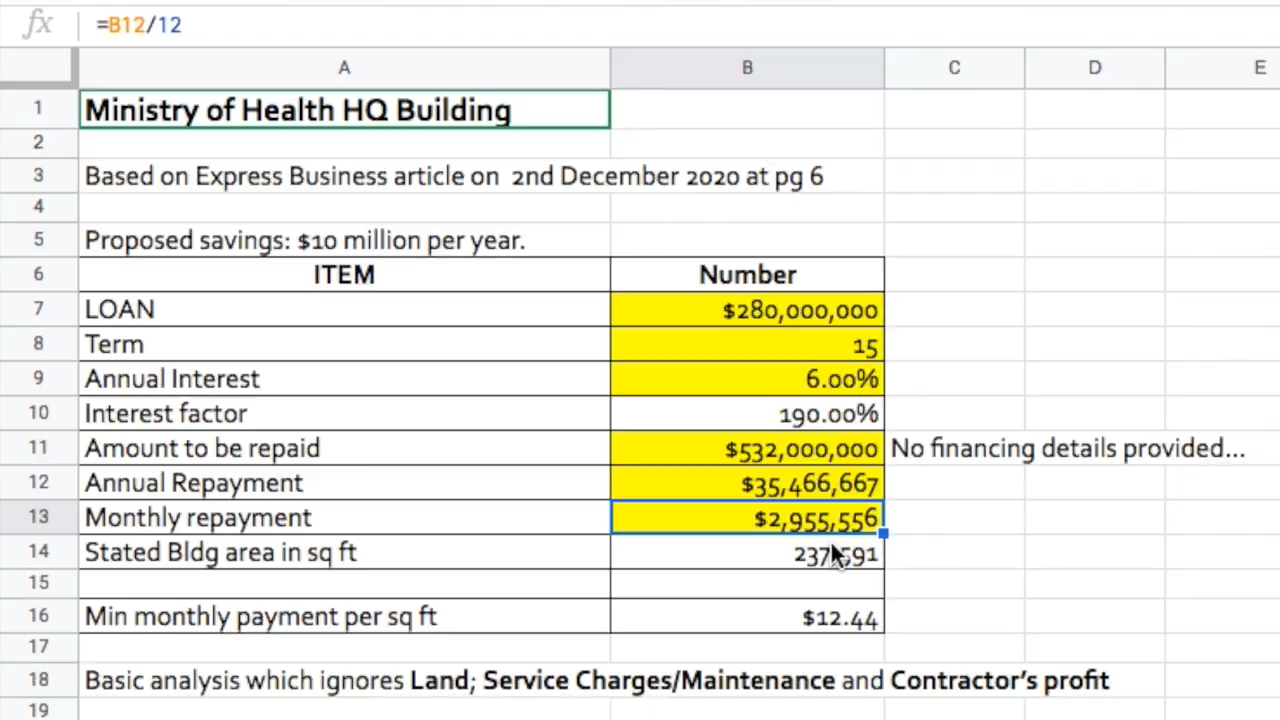 fx =B12/12
A B C D E
1 Ministry of Health HQ Building
2
3 Based on Express Business article on 2nd December 2020 at pg 6
4
5 Proposed savings: $10 million per year.
6 ITEM Number
7 LOAN $280,000,000
8 Term 15
9 Annual Interest 6.00%
10 Interest factor 190.00%
11 Amount to be repaid $532,000,000 No financing details provided...
12 Annual Repayment $35,466,667
13 Monthly repayment $2,955,556
14 Stated Bldg area in sq ft 237,591
15
16 Min monthly payment per sq ft $12.44
17
18 Basic analysis which ignores Land; Service Charges/Maintenance and Contractor's profit
19